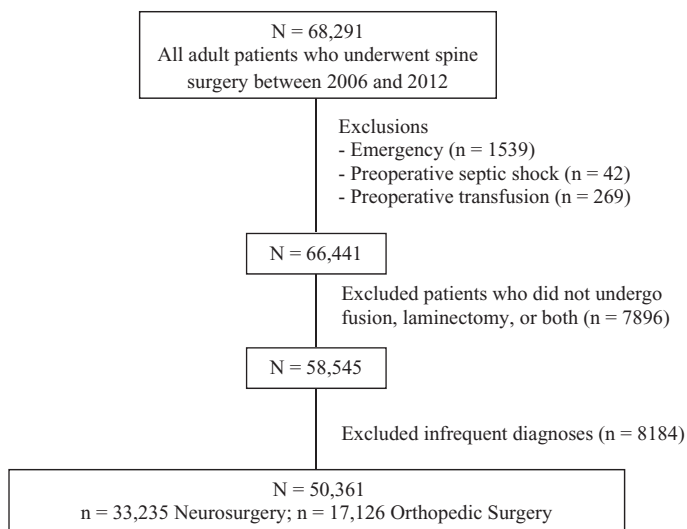 N = 68,291
All adult patients who underwent spine
surgery between 2006 and 2012
Exclusions
- Emergency (n = 1539)
- Preoperative septic shock (n = 42)
- Preoperative transfusion (n = 269)
N = 66,441
Excluded patients who did not undergo
fusion, laminectomy, or both (n = 7896)
N = 58,545
Excluded infrequent diagnoses (n = 8184)
N = 50,361
n = 33,235 Neurosurgery; n = 17,126 Orthopedic Surgery